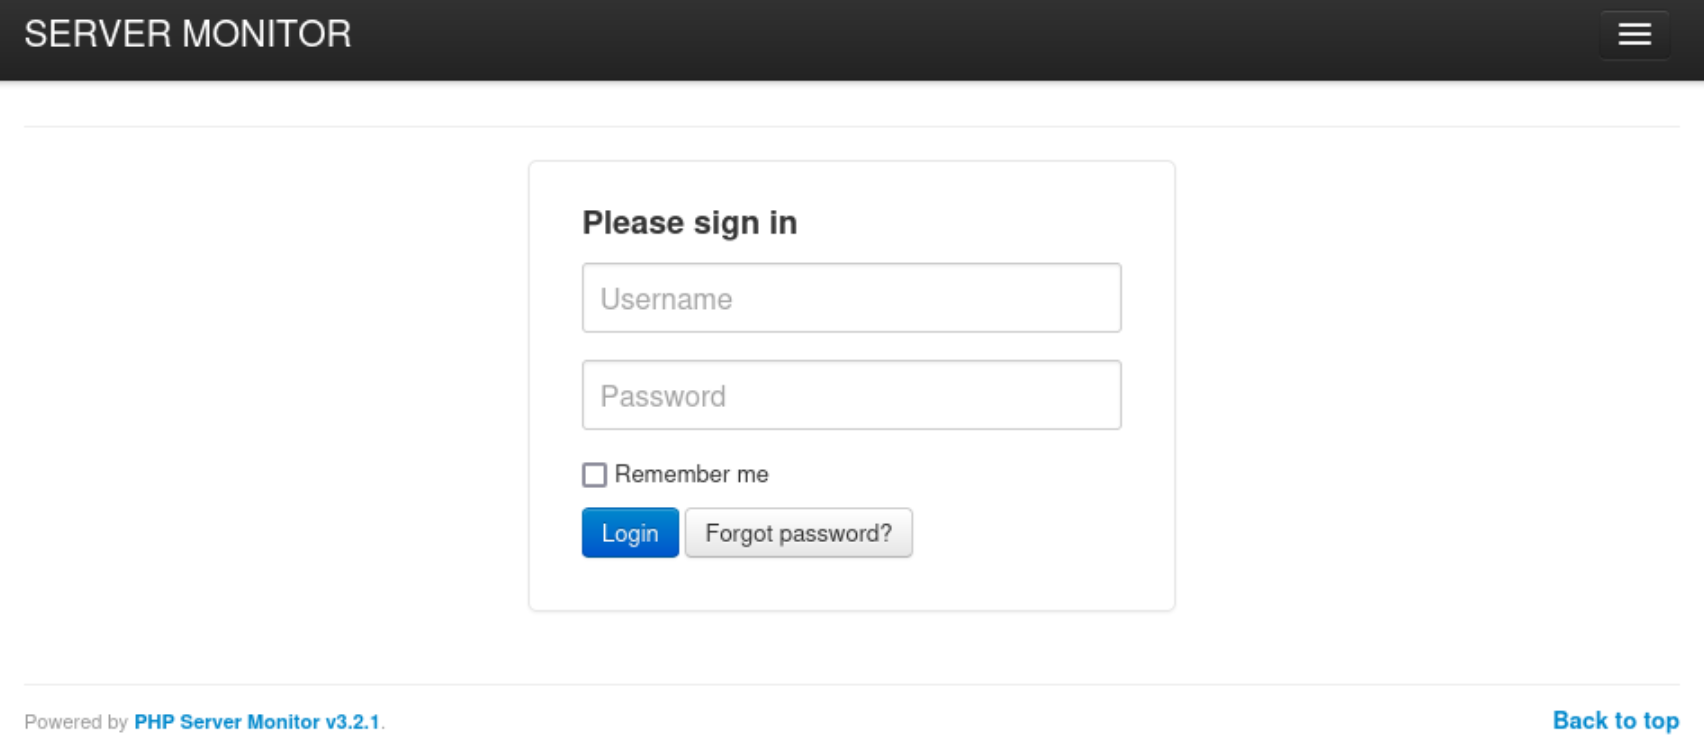 SERVER MONITOR
Please sign in
Username
Password
Remember me
Login Forgot password?
Powered by PHP Server Monitor v3.2.1. Back to top